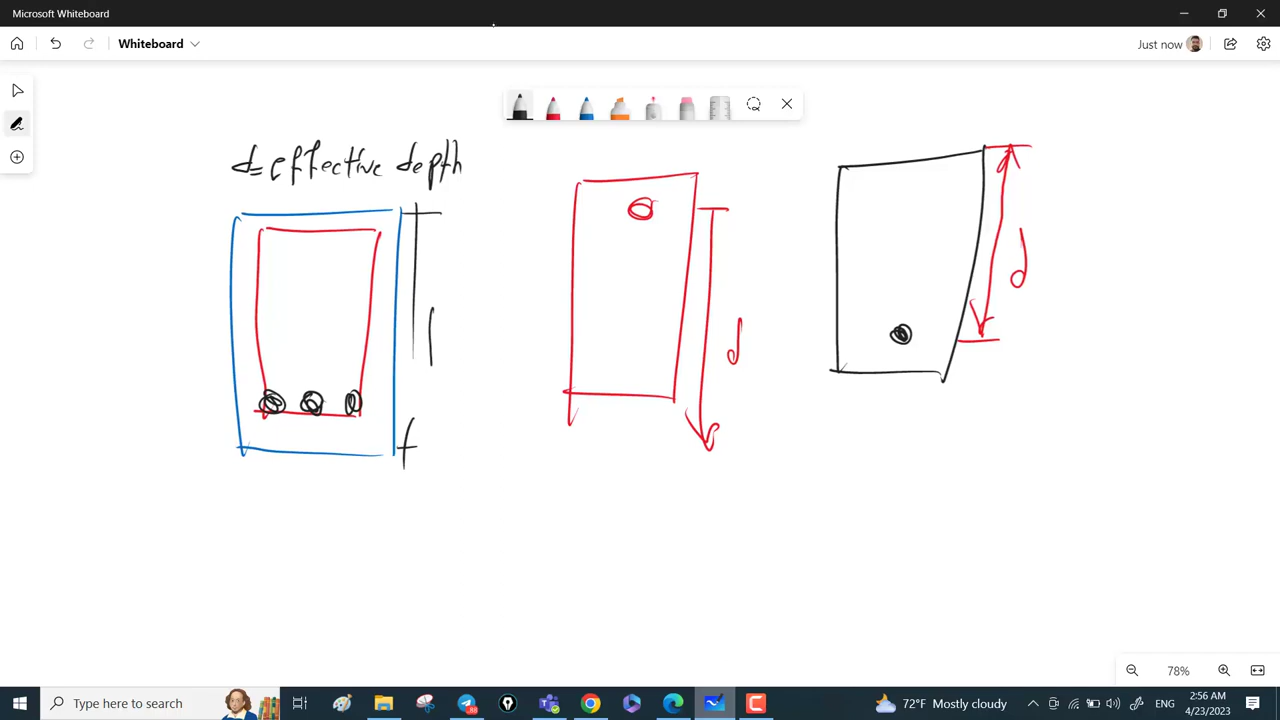 Microsoft Whiteboard
Whiteboard
Just now
d= effective depth
d
d
78%
Type here to search
72°F Mostly cloudy
ENG
2:56 AM
4/23/2023